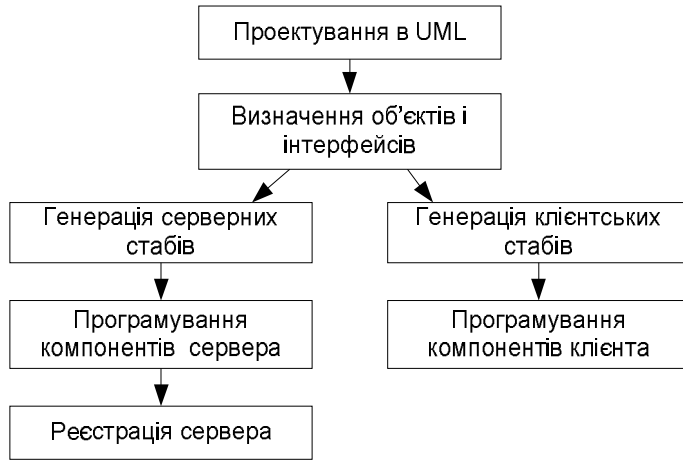 Проектування в UML
Визначення об'єктів і
інтерфейсів
Генерація серверних
стабів
Генерація клієнтських
стабів
Програмування
компонентів сервера
Програмування
компонентів клієнта
Реєстрація сервера